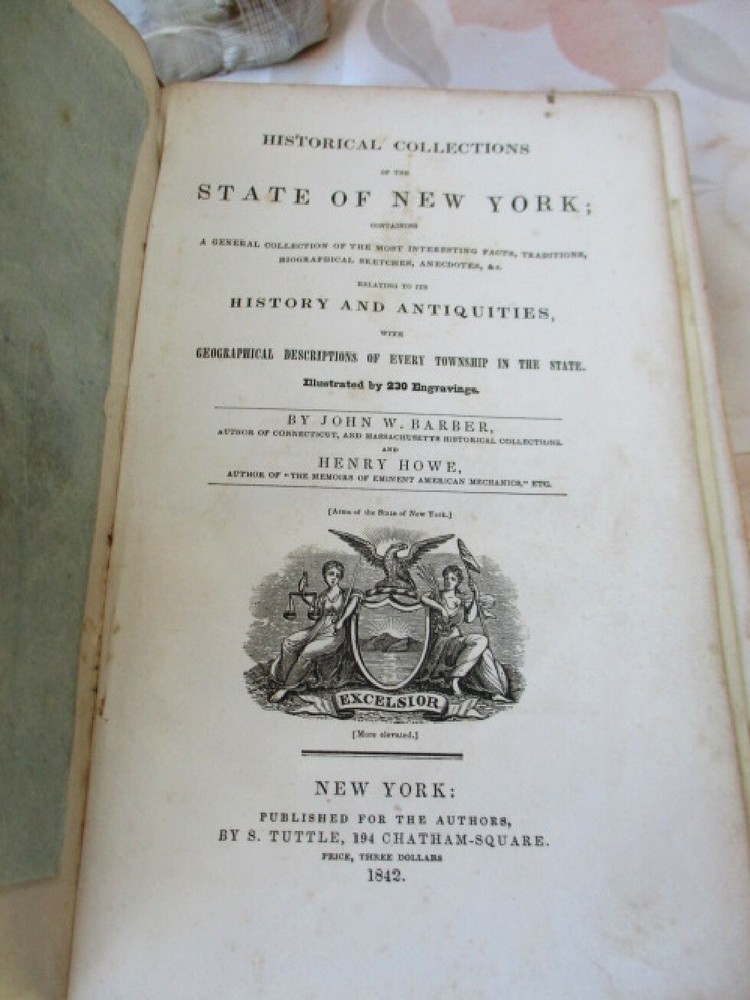 HISTORICAL COLLECTIONS
OF THE
STATE OF NEW YORK;
CONTAINING
A GENERAL COLLECTION OF THE MOST INTERESTING FACTS, TRADITIONS,
BIOGRAPHICAL SKETCHES, ANECDOTES, &c.
RELATING TO ITS
HISTORY AND ANTIQUITIES,
WITH
GEOGRAPHICAL DESCRIPTIONS OF EVERY TOWNSHIP IN THE STATE.
Illustrated by 230 Engravings.
BY JOHN W. BARBER,
AUTHOR OF CONNECTICUT, AND MASSACHUSETTS HISTORICAL COLLECTIONS.
AND
HENRY HOWE,
AUTHOR OF "THE MEMOIRS OF EMINENT AMERICAN MECHANICS," ETC.
[Arms of the State of New York.]
EXCELSIOR
[More elevated.]
NEW YORK:
PUBLISHED FOR THE AUTHORS,
BY S. TUTTLE, 194 CHATHAM-SQUARE.
PRICE, THREE DOLLARS
1842.